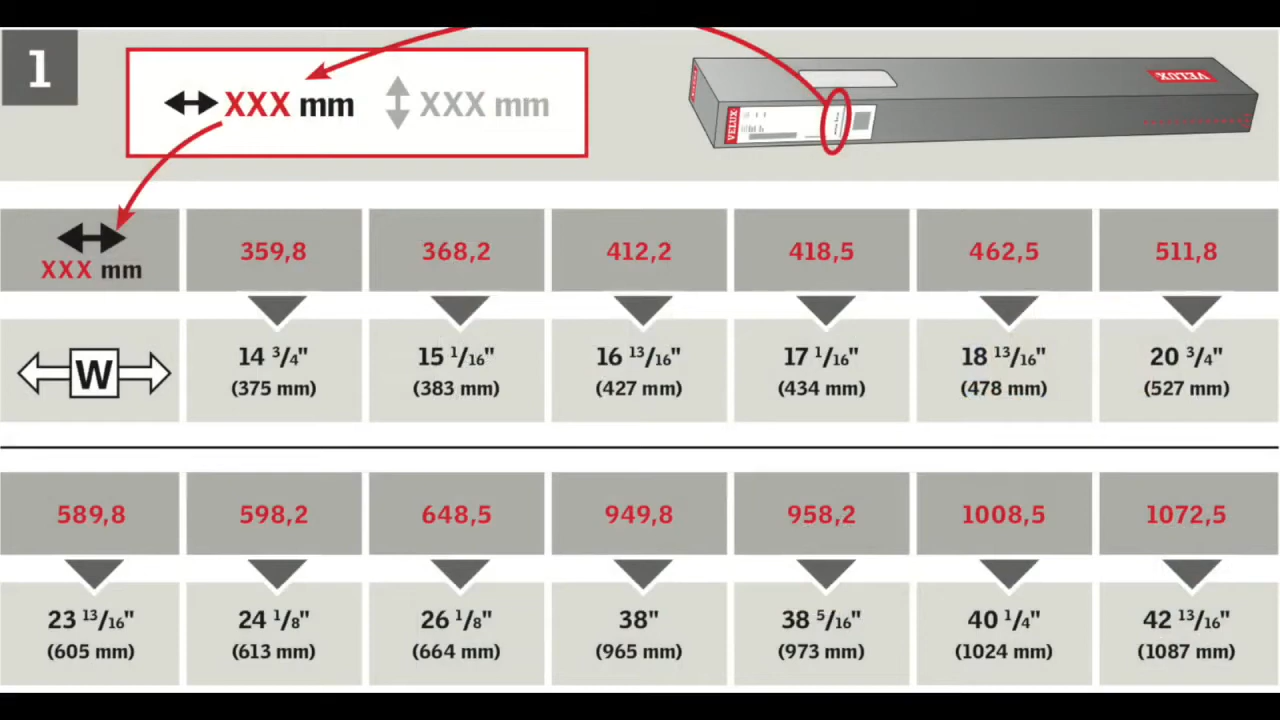 1
XXX mm XXX mm
VELUX
VELUX
XXX mm 359,8 368,2 412,2 418,5 462,5 511,8
W
14 3/4" 15 1/16" 16 13/16" 17 1/16" 18 13/16" 20 3/4"
(375 mm) (383 mm) (427 mm) (434 mm) (478 mm) (527 mm)
589,8 598,2 648,5 949,8 958,2 1008,5 1072,5
23 13/16" 24 1/8" 26 1/8" 38" 38 5/16" 40 1/4" 42 13/16"
(605 mm) (613 mm) (664 mm) (965 mm) (973 mm) (1024 mm) (1087 mm)